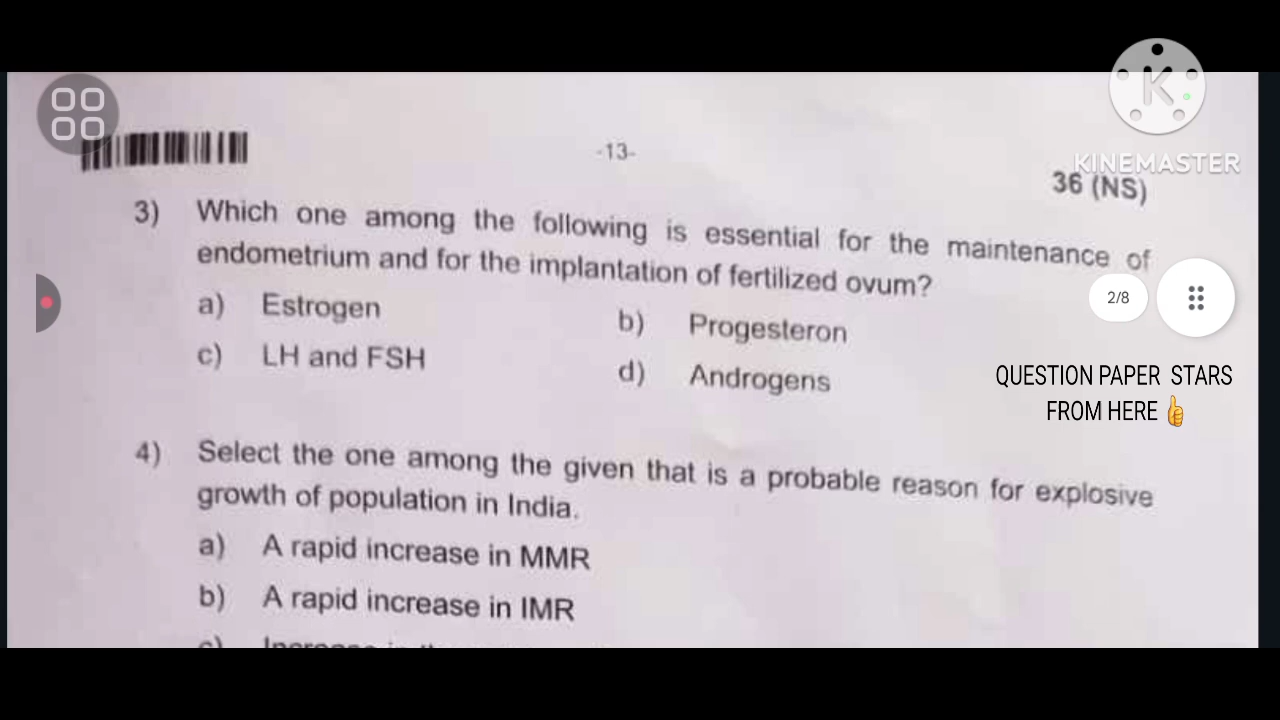 KINEMASTER
-13-
36 (NS)
3) Which one among the following is essential for the maintenance of
endometrium and for the implantation of fertilized ovum?
a) Estrogen b) Progesteron
c) LH and FSH d) Androgens
2/8
QUESTION PAPER STARS
FROM HERE 👍
4) Select the one among the given that is a probable reason for explosive
growth of population in India.
a) A rapid increase in MMR
b) A rapid increase in IMR
c) Increase in